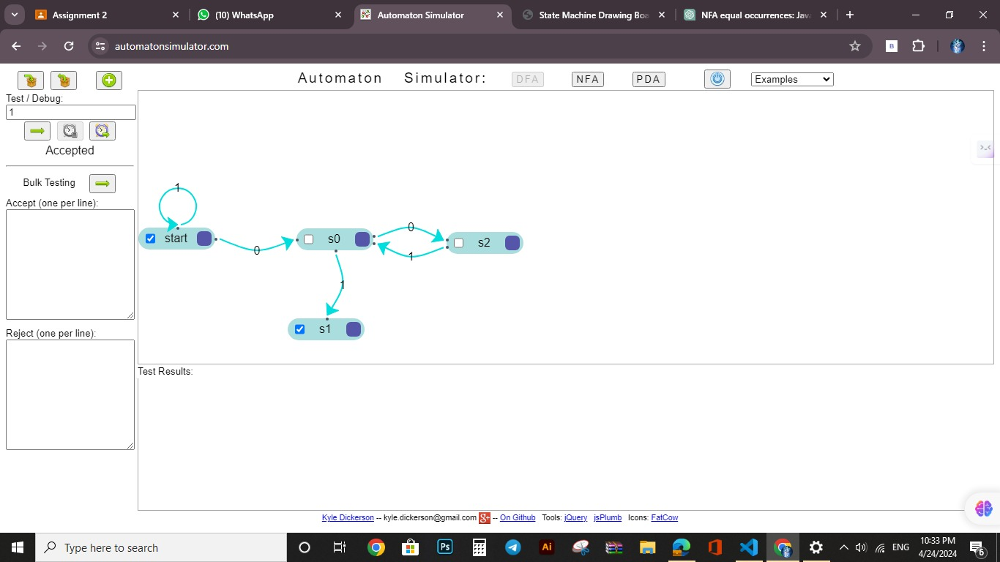 Assignment 2
(10) WhatsApp
Automaton Simulator
State Machine Drawing Boa
NFA equal occurrences: Jav
automatonsimulator.com
B
Automaton Simulator: DFA NFA PDA Examples
Test / Debug:
1
Accepted
Bulk Testing
Accept (one per line):
Reject (one per line):
1
start
0
s0
0
1
s2
1
s1
Test Results:
Kyle Dickerson -- kyle.dickerson@gmail.com g+ -- On Github Tools: jQuery jsPlumb Icons: FatCow
Type here to search
Ps
Ai
ENG
10:33 PM
4/24/2024
6